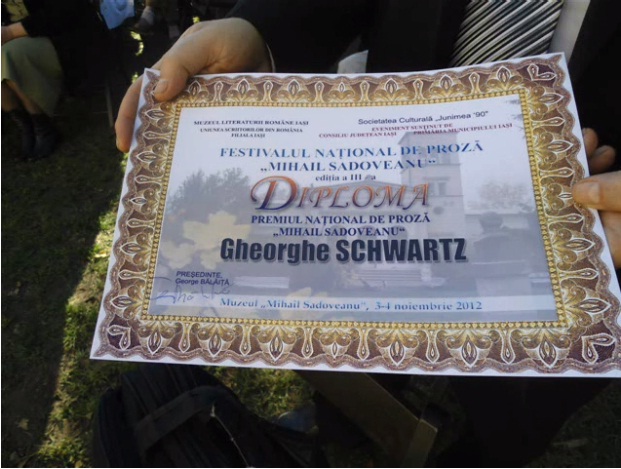 MUZEUL LITERATURII ROMÂNE IAȘI
UNIUNEA SCRIITORILOR DIN ROMÂNIA
FILIALA IAȘI
Societatea Culturală „Junimea '90"
EVENIMENT SUSȚINUT DE
CONSILIU JUDEȚEAN IAȘI PRIMĂRIA MUNICIPIULUI IAȘI
FESTIVALUL NAȚIONAL DE PROZĂ
„MIHAIL SADOVEANU"
ediția a III-a
DIPLOMA
PREMIUL NAȚIONAL DE PROZĂ
„MIHAIL SADOVEANU"
Gheorghe SCHWARTZ
PREȘEDINTE,
George BĂLĂIȚĂ
Muzeul „Mihail Sadoveanu", 3-4 noiembrie 2012